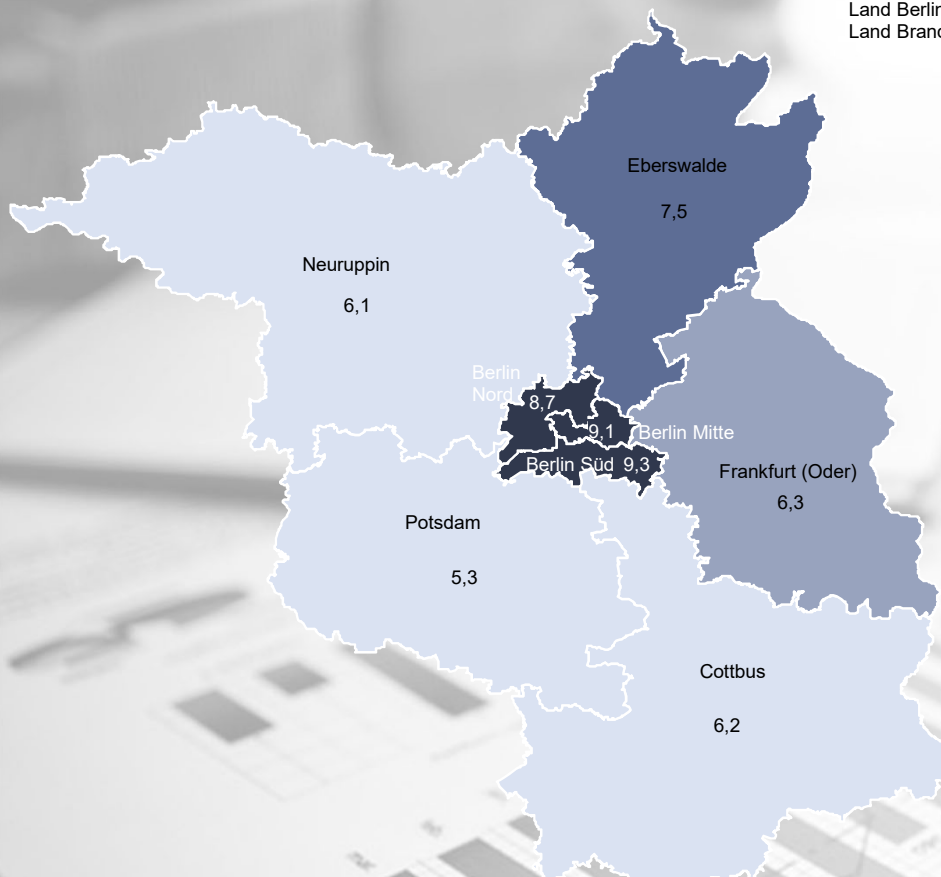 Land Berlin
Land Brand
Eberswalde
7,5
Neuruppin
6,1
Berlin
Nord
8,7
9,1
Berlin Mitte
Berlin Süd 9,3
Frankfurt (Oder)
6,3
Potsdam
5,3
Cottbus
6,2